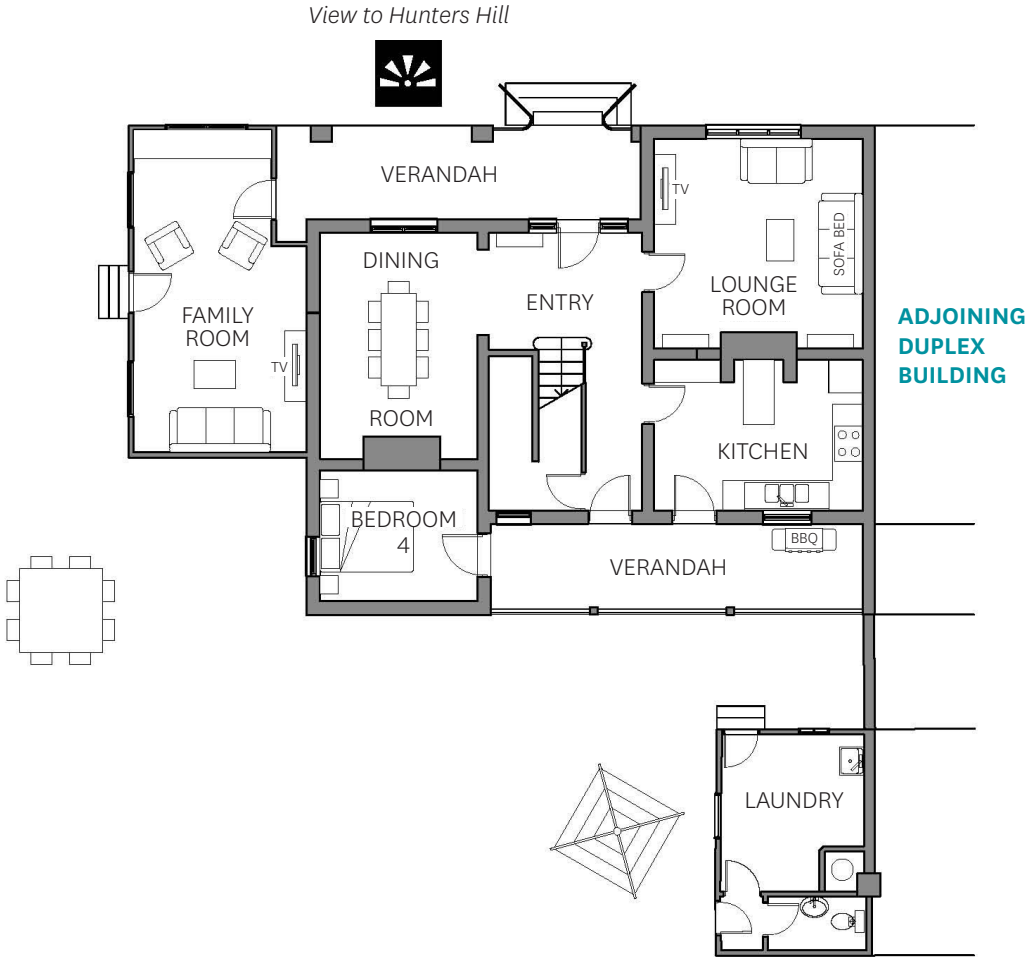 View to Hunters Hill
VERANDAH
TV
DINING
ROOM
ENTRY
LOUNGE
ROOM
SOFA BED
FAMILY
ROOM
TV
ADJOINING
DUPLEX
BUILDING
KITCHEN
BEDROOM
4
VERANDAH
BBQ
LAUNDRY